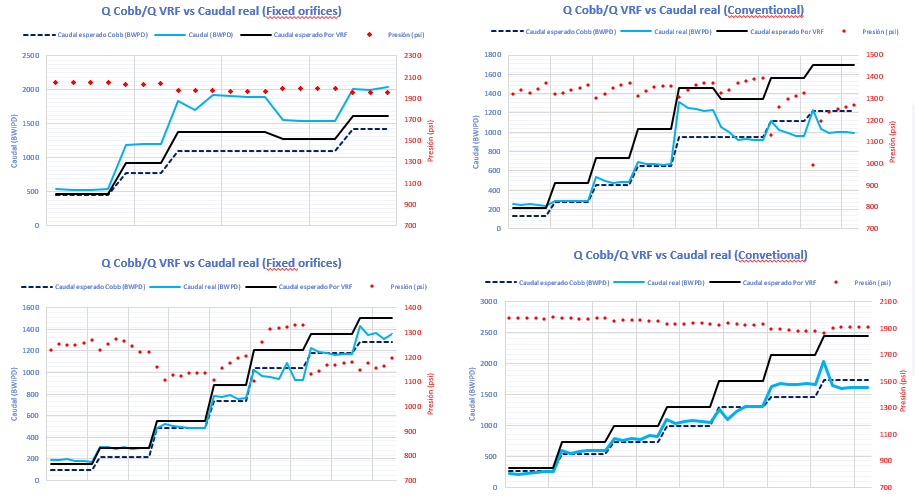 Q Cobb/Q VRF vs Caudal real (Fixed orifices)
Caudal esperado Cobb (BWPD) Caudal (BWPD) Caudal esperado Por VRF Presión (psi)
2500 2300
2000 2100
1500 1900
1000 1700
500 1500
0 1300
1100
900
700
Caudal (BWPD)
Presión (psi)
Q Cobb/Q VRF vs Caudal real (Conventional)
Caudal esperado Cobb (BWPD) Caudal real (BWPD) Caudal esperado Por VRF Presión (psi)
1800 1500
1600 1400
1400 1300
1200 1200
1000 1100
800 1000
600 900
400 800
200 700
0
Caudal (BWPD)
Presión (psi)
Q Cobb/Q VRF vs Caudal real (Fixed orifices)
Caudal esperado Cobb (BWPD) Caudal real (BWPD) Caudal esperado Por VRF Presión (psi)
1600 1400
1400 1300
1200 1200
1000 1100
800 1000
600 900
400 800
200 700
0
Caudal (BWPD)
Presión (psi)
Q Cobb/Q VRF vs Caudal real (Convetional)
Caudal esperado Cobb (BWPD) Caudal real (BWPD) Caudal esperado Por VRF Presión (psi)
3000 2100
2500 1900
2000 1700
1500 1500
1000 1300
500 1100
0 900
700
Caudal (BWPD)
Presión (psi)